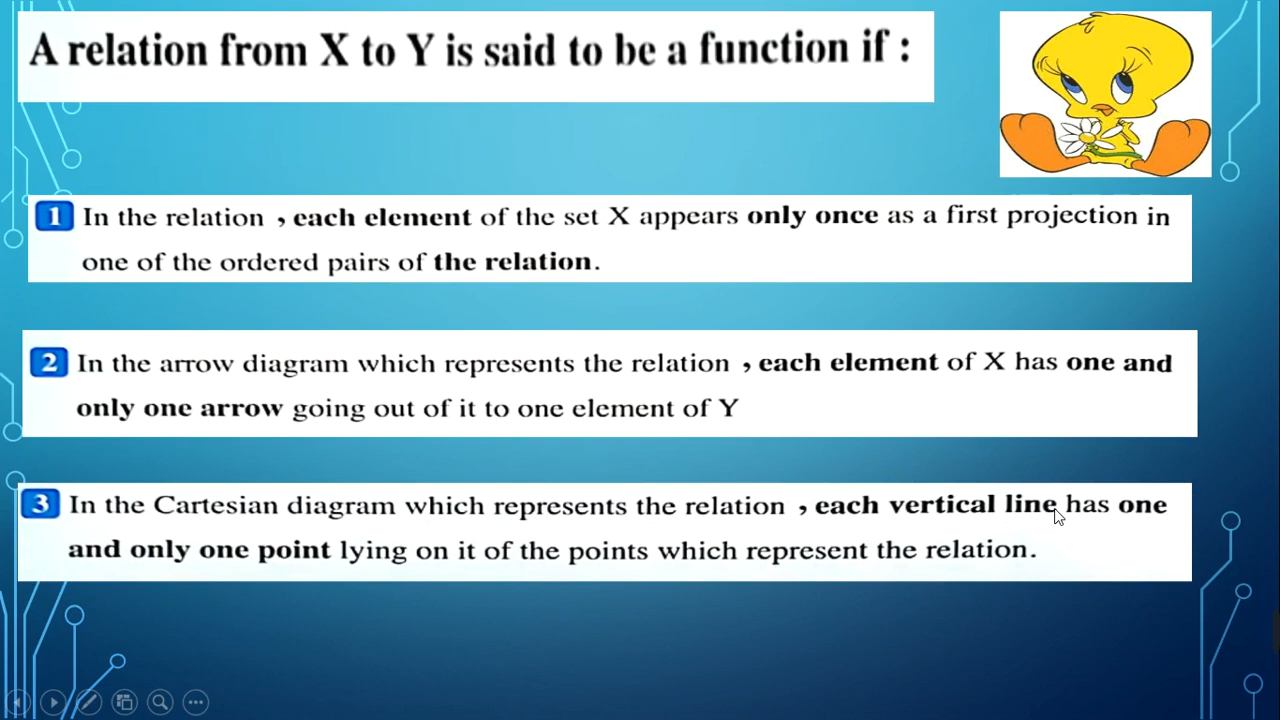 A relation from X to Y is said to be a function if :
1 In the relation , each element of the set X appears only once as a first projection in
one of the ordered pairs of the relation.
2 In the arrow diagram which represents the relation , each element of X has one and
only one arrow going out of it to one element of Y
3 In the Cartesian diagram which represents the relation , each vertical line has one
and only one point lying on it of the points which represent the relation.